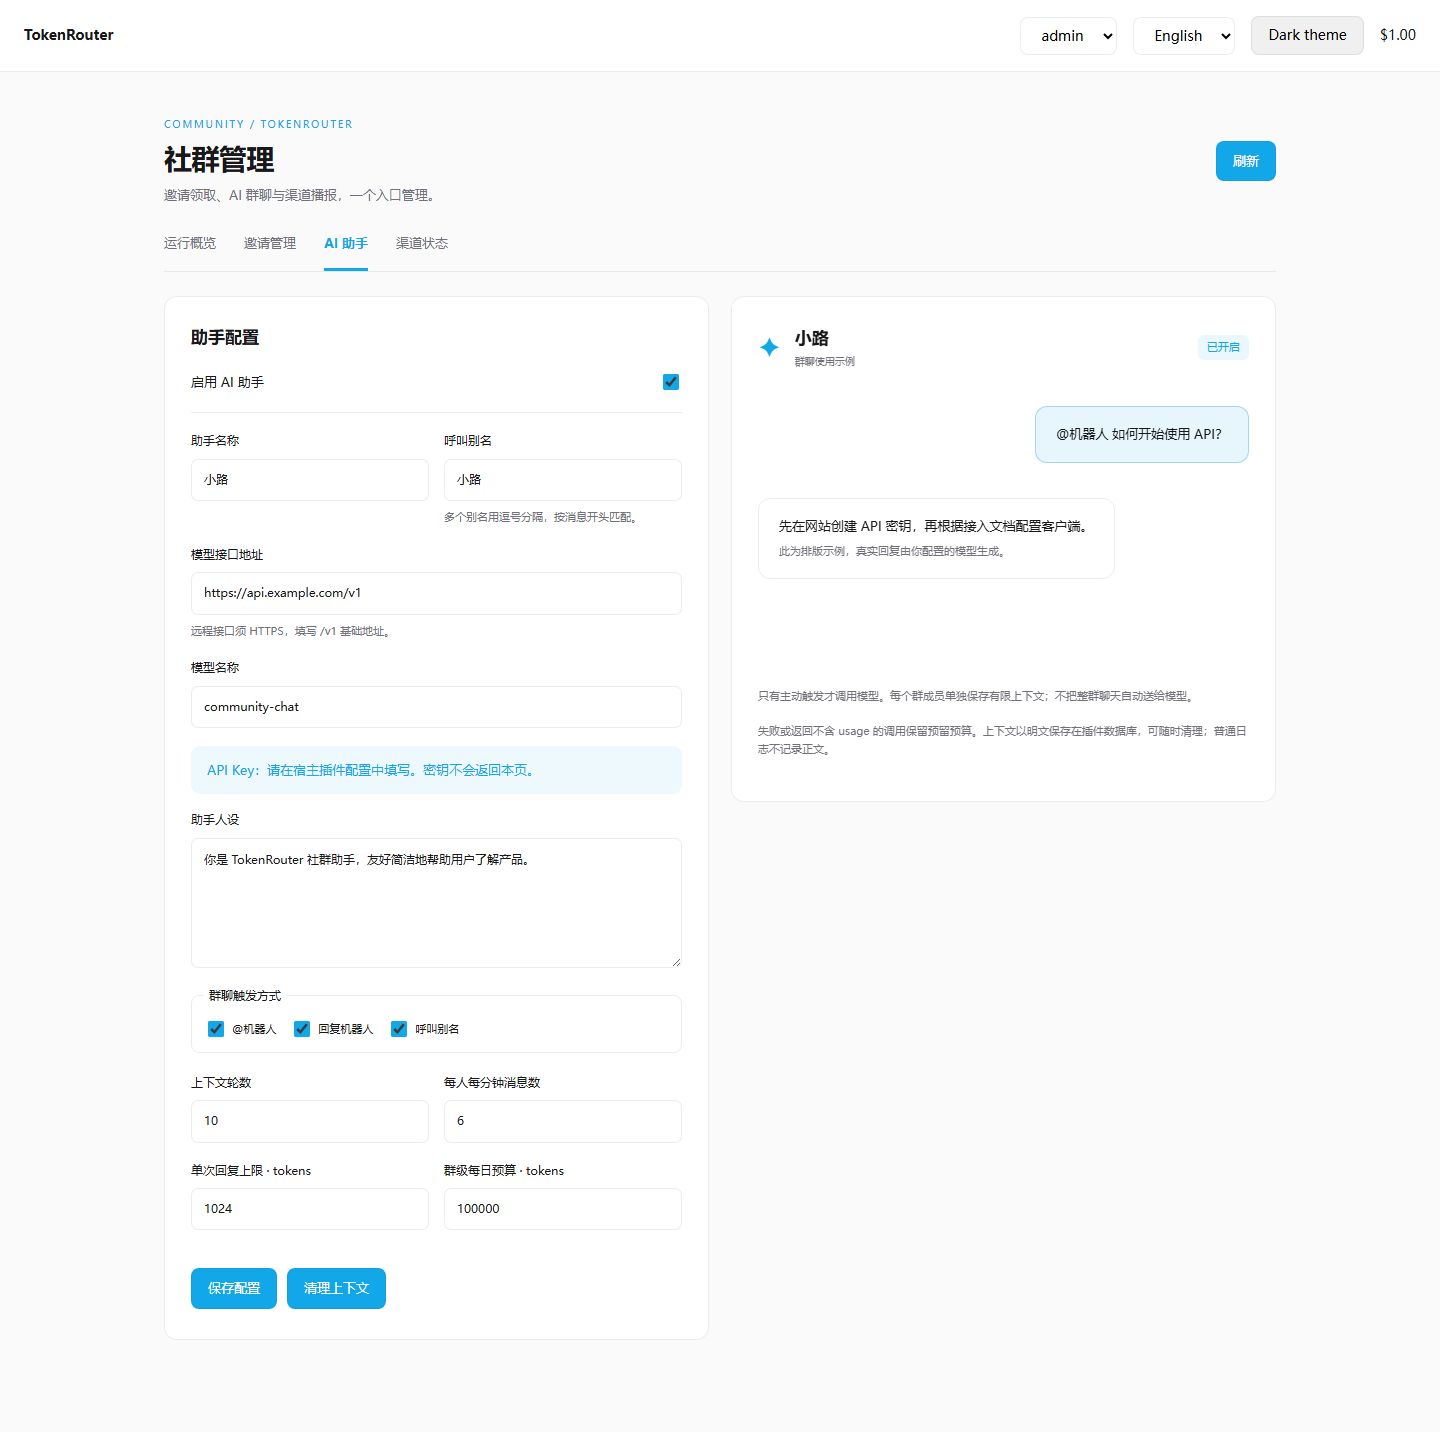 TokenRouter
admin
English
Dark theme
$1.00
COMMUNITY / TOKENROUTER
社群管理
刷新
邀请领取、AI 群聊与渠道播报，一个入口管理。
运行概览
邀请管理
AI 助手
渠道状态
助手配置
启用 AI 助手
助手名称
呼叫别名
小路
小路
多个别名用逗号分隔，按消息开头匹配。
模型接口地址
https://api.example.com/v1
远程接口须 HTTPS，填写 /v1 基础地址。
模型名称
community-chat
API Key：请在宿主插件配置中填写。密钥不会返回本页。
助手人设
你是 TokenRouter 社群助手，友好简洁地帮助用户了解产品。
群聊触发方式
@机器人
回复机器人
呼叫别名
上下文轮数
每人每分钟消息数
10
6
单次回复上限 · tokens
群级每日预算 · tokens
1024
100000
保存配置
清理上下文
小路
群聊使用示例
已开启
@机器人 如何开始使用 API？
先在网站创建 API 密钥，再根据接入文档配置客户端。
此为排版示例，真实回复由你配置的模型生成。
只有主动触发才调用模型。每个群成员单独保存有限上下文；不把整群聊天自动送给模型。
失败或返回不含 usage 的调用保留预留预算。上下文以明文保存在插件数据库，可随时清理；普通日
志不记录正文。